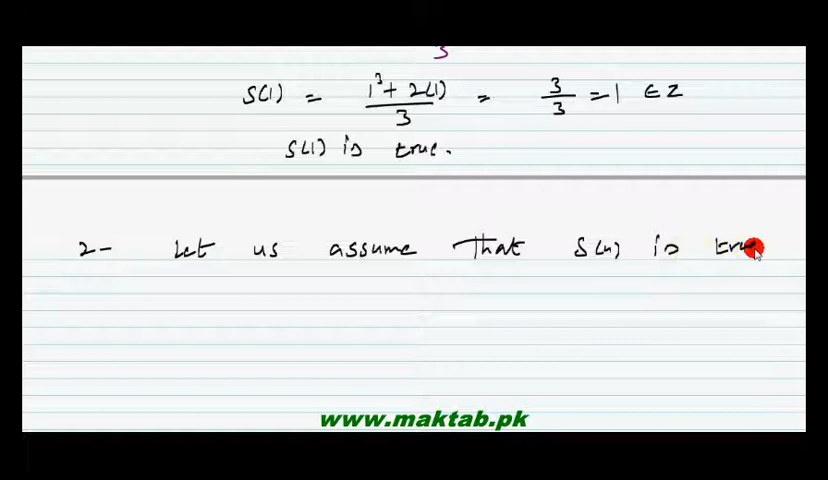 3
S(1) = 1³ + 2(1) / 3 = 3/3 = 1 ∈ Z
S(1) is true.
2- Let us assume that S(n) is true
www.maktab.pk